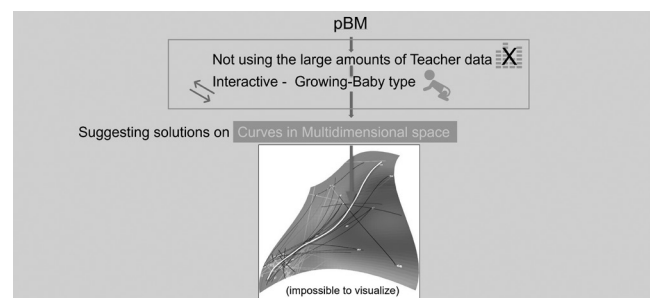 pBM
Not using the large amounts of Teacher data
Interactive - Growing-Baby type
Suggesting solutions on Curves in Multidimensional space
(impossible to visualize)